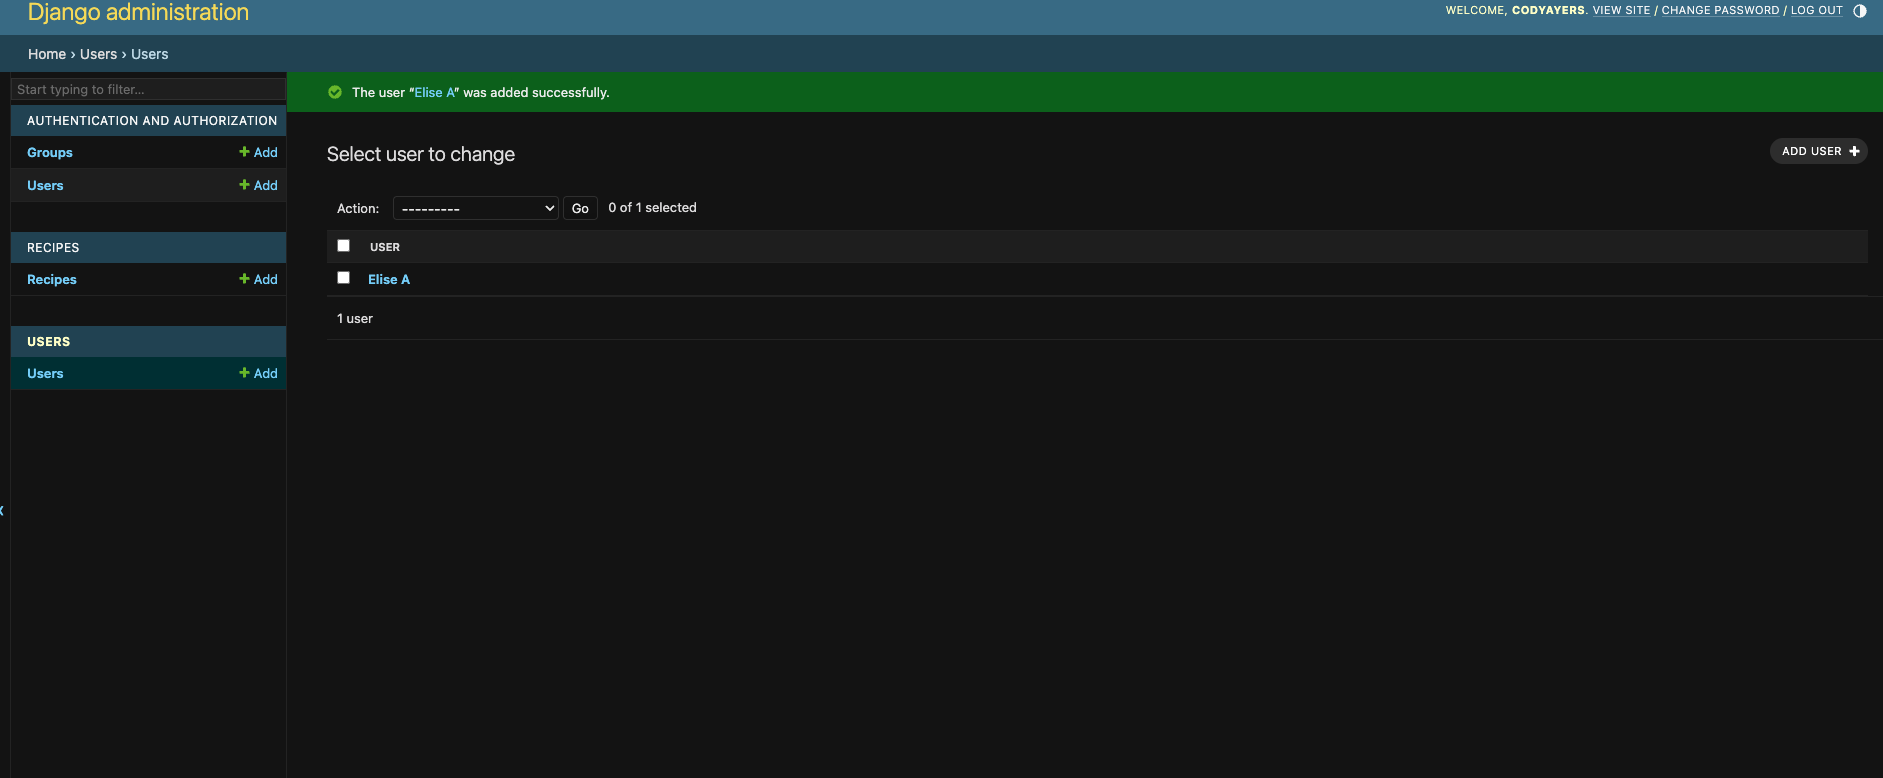 Django administration
WELCOME, CODYAYERS. VIEW SITE / CHANGE PASSWORD / LOG OUT
Home › Users › Users
Start typing to filter...
AUTHENTICATION AND AUTHORIZATION
Groups + Add
Users + Add
RECIPES
Recipes + Add
USERS
Users + Add
The user “Elise A” was added successfully.
Select user to change
ADD USER +
Action: --------- Go 0 of 1 selected
USER
Elise A
1 user